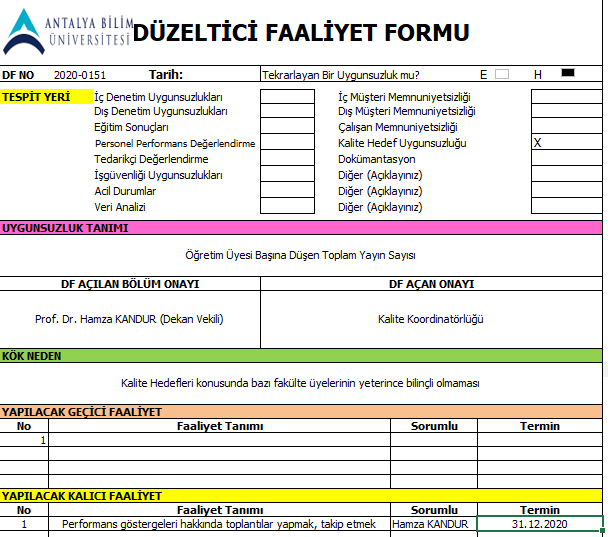 ANTALYA BİLİM
ÜNİVERSİTESİ
DÜZELTİCİ FAALİYET FORMU
DF NO 2020-0151 Tarih: Tekrarlayan Bir Uygunsuzluk mu? E H
TESPİT YERİ İç Denetim Uygunsuzlukları İç Müşteri Memnuniyetsizliği
Dış Denetim Uygunsuzlukları Dış Müşteri Memnuniyetsizliği
Eğitim Sonuçları Çalışan Memnuniyetsizliği
Personel Performans Değerlendirme Kalite Hedef Uygunsuzluğu X
Tedarikçi Değerlendirme Dokümantasyon
İşgüvenliği Uygunsuzlukları Diğer (Açıklayınız)
Acil Durumlar Diğer (Açıklayınız)
Veri Analizi Diğer (Açıklayınız)
UYGUNSUZLUK TANIMI
Öğretim Üyesi Başına Düşen Toplam Yayın Sayısı
DF AÇILAN BÖLÜM ONAYI DF AÇAN ONAYI
Prof. Dr. Hamza KANDUR (Dekan Vekili) Kalite Koordinatörlüğü
KÖK NEDEN
Kalite Hedefleri konusunda bazı fakülte üyelerinin yeterince bilinçli olmaması
YAPILACAK GEÇİCİ FAALİYET
No Faaliyet Tanımı Sorumlu Termin
1
YAPILACAK KALICI FAALİYET
No Faaliyet Tanımı Sorumlu Termin
1 Performans göstergeleri hakkında toplantılar yapmak, takip etmek Hamza KANDUR 31.12.2020